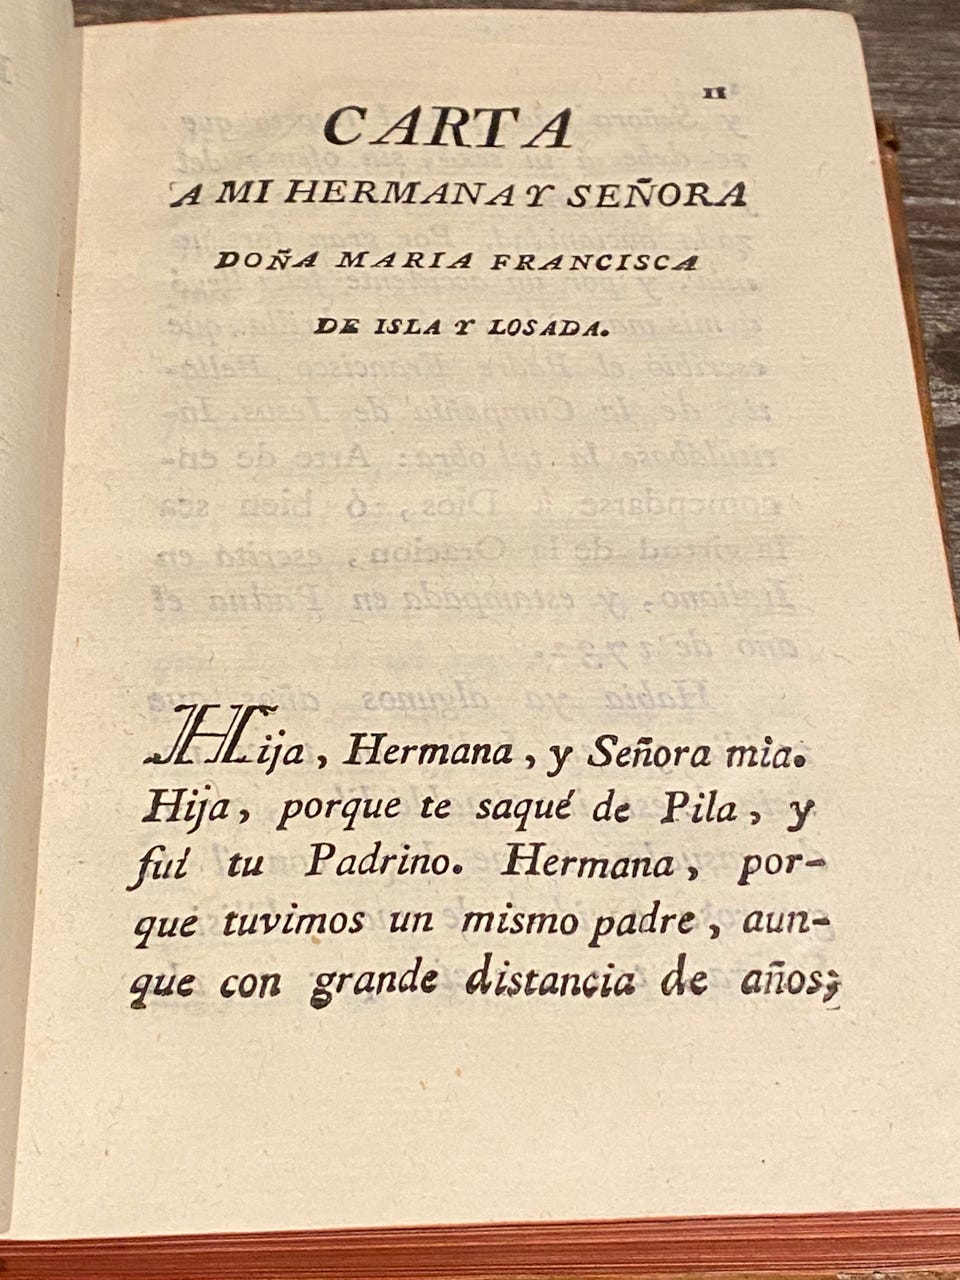 II
CARTA
A MI HERMANA Y SEÑORA
DOÑA MARIA FRANCISCA
DE ISLA Y LOSADA.
Hija, Hermana, y Señora mia.
Hija, porque te saqué de Pila, y
fuí tu Padrino. Hermana, por-
que tuvimos un mismo padre, aun-
que con grande distancia de años;